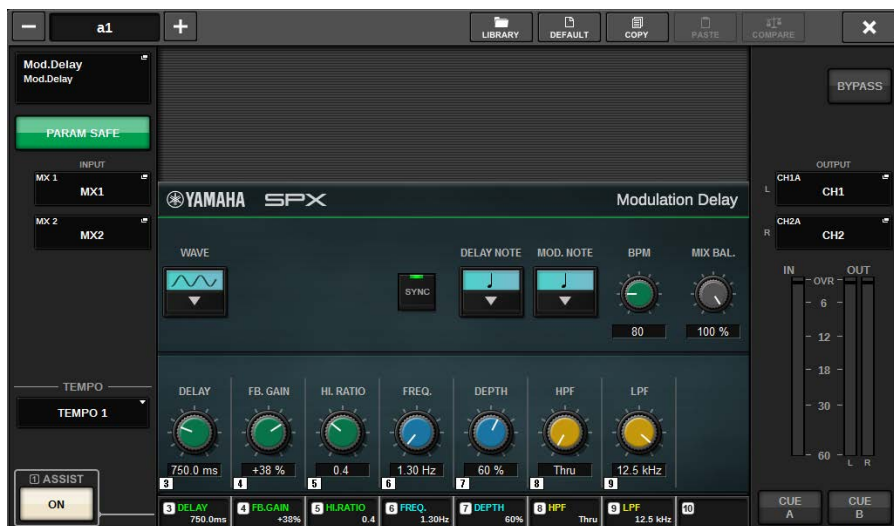 a1
LIBRARY
DEFAULT
COPY
PASTE
COMPARE
Mod.Delay
Mod.Delay
BYPASS
PARAM SAFE
INPUT
MX 1
MX1
MX 2
MX2
OUTPUT
L
CH1A
CH1
R
CH2A
CH2
YAMAHA SPX
Modulation Delay
WAVE
SYNC
DELAY NOTE
MOD. NOTE
BPM
80
MIX BAL.
100 %
IN
OUT
OVR
6
12
18
30
60
L R
TEMPO
TEMPO 1
DELAY
FB. GAIN
HI. RATIO
FREQ.
DEPTH
HPF
LPF
750.0 ms
+38 %
0.4
1.30 Hz
60 %
Thru
12.5 kHz
3
4
5
6
7
8
9
1 ASSIST
ON
3 DELAY
750.0ms
4 FB.GAIN
+38%
5 HI.RATIO
0.4
6 FREQ.
1.30Hz
7 DEPTH
60%
8 HPF
Thru
9 LPF
12.5 kHz
10
CUE
A
CUE
B